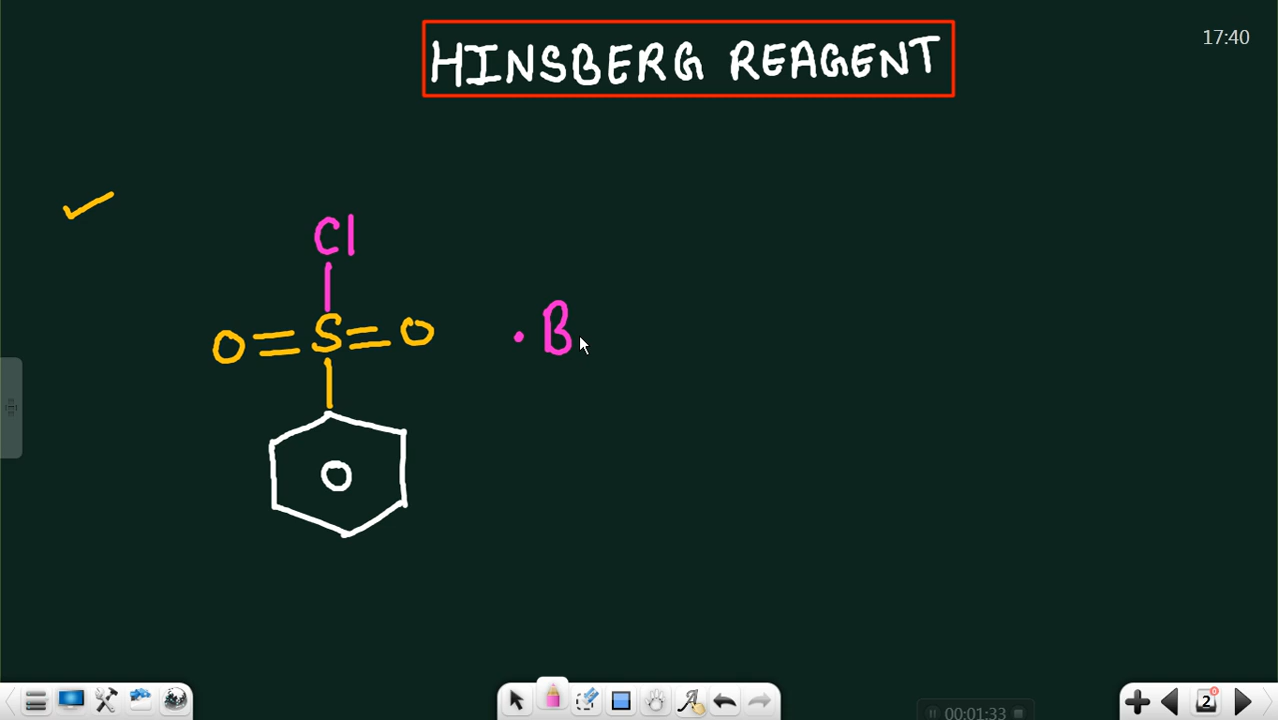 HINSBERG REAGENT
17:40
Cl
O=S=O
• B
2
00:01:33